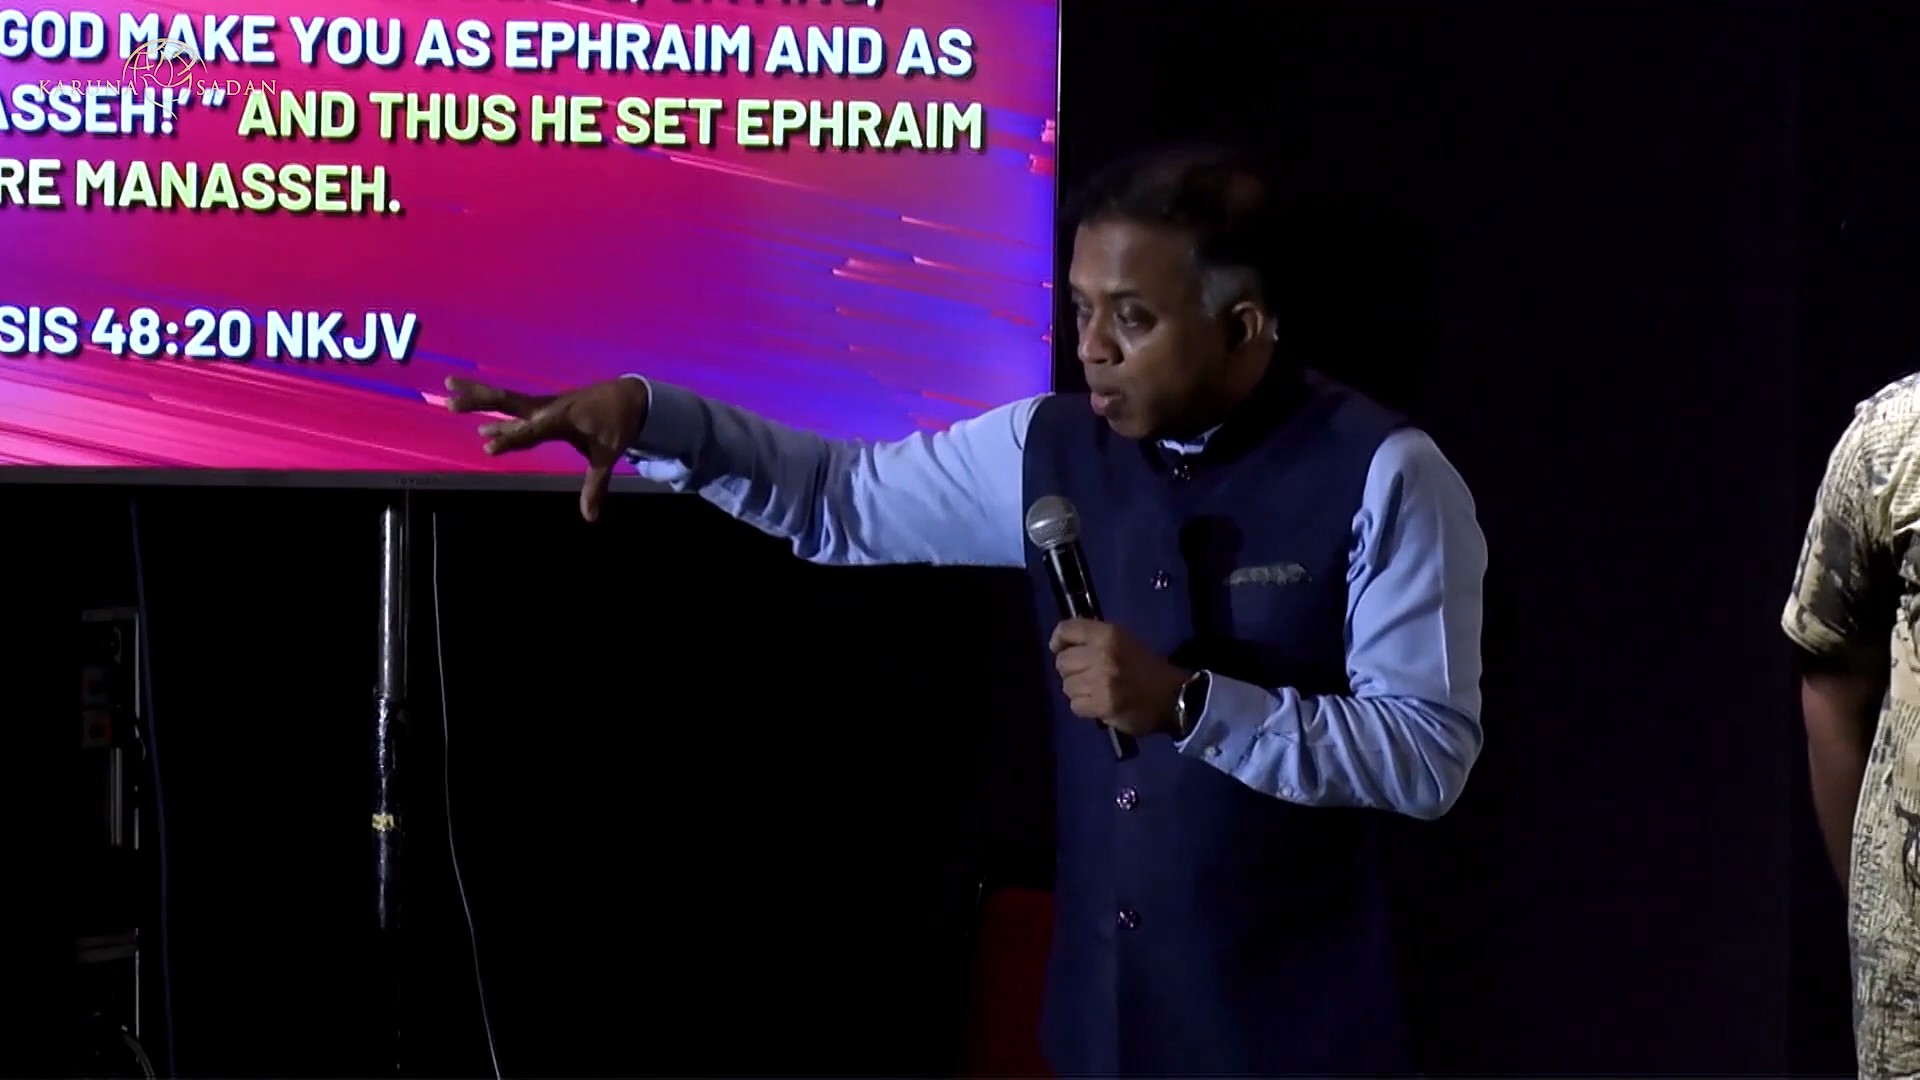 GOD MAKE YOU AS EPHRAIM AND AS
ASSEH!’” AND THUS HE SET EPHRAIM
RE MANASSEH.
SIS 48:20 NKJV
KARUNA SADAN